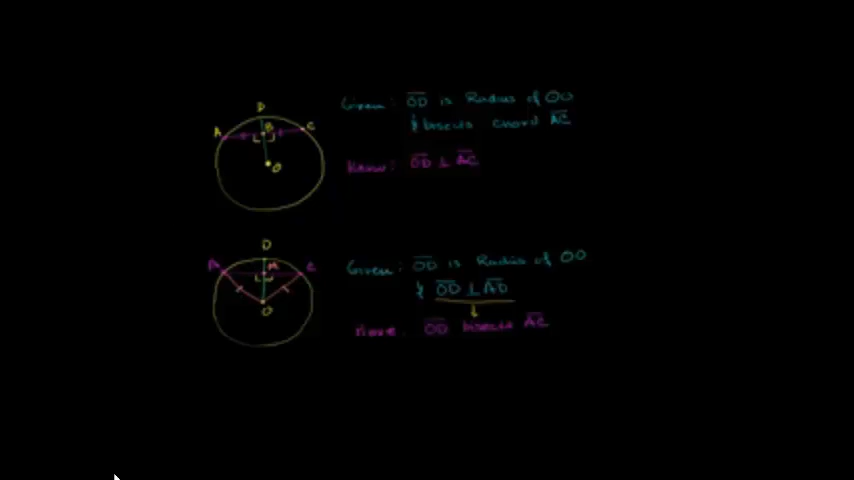 D
A B C
O
Given: OD is Radius of ⊙O
& bisects chord AC
Prove: OD ⊥ AC
D
A M C
O
Given: OD is Radius of ⊙O
& OD ⊥ AD
Prove: OD bisects AC